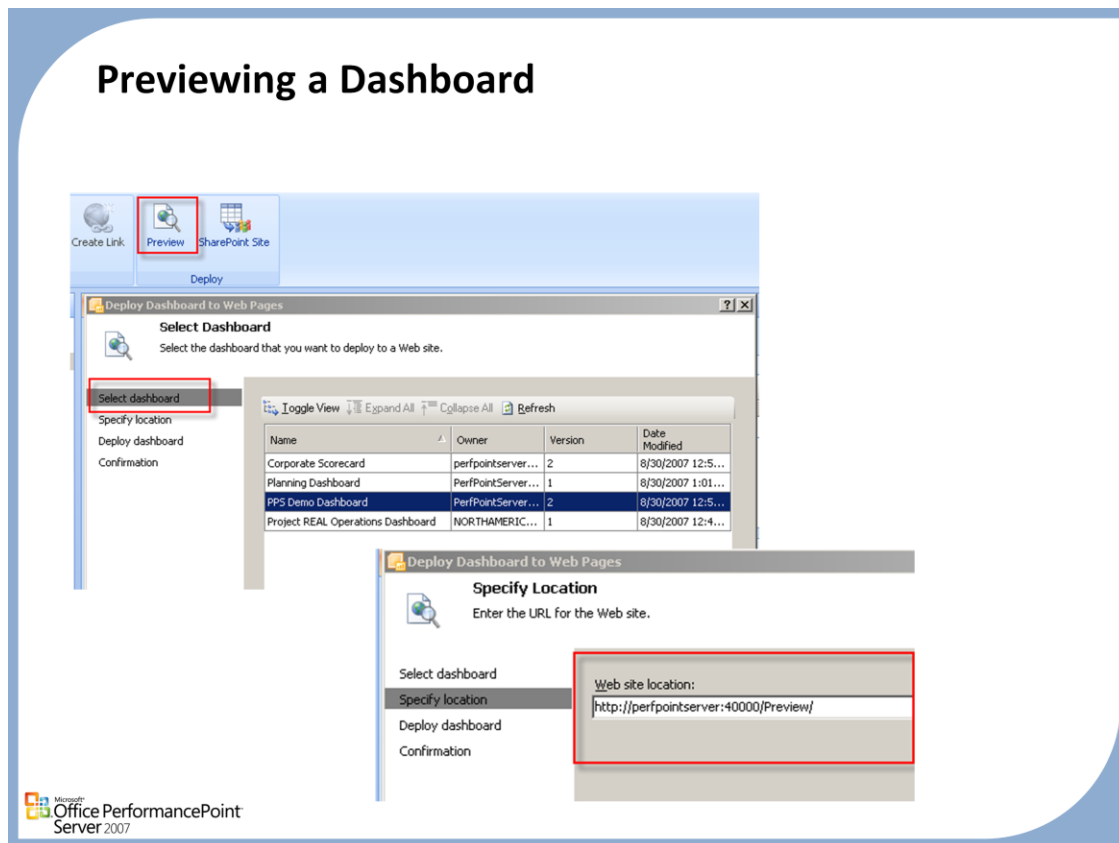 Previewing a Dashboard
Create Link
Preview
SharePoint Site
Deploy
Deploy Dashboard to Web Pages
Select Dashboard
Select the dashboard that you want to deploy to a Web site.
Select dashboard
Specify location
Deploy dashboard
Confirmation
Toggle View Expand All Collapse All Refresh
Name Owner Version Date Modified
Corporate Scorecard perfpointserver... 2 8/30/2007 12:5...
Planning Dashboard PerfPointServer... 1 8/30/2007 1:01...
PPS Demo Dashboard PerfPointServer... 2 8/30/2007 12:5...
Project REAL Operations Dashboard NORTHAMERIC... 1 8/30/2007 12:4...
Deploy Dashboard to Web Pages
Specify Location
Enter the URL for the Web site.
Select dashboard
Specify location
Deploy dashboard
Confirmation
Web site location:
http://perfpointserver:40000/Preview/
Microsoft
Office PerformancePoint
Server 2007